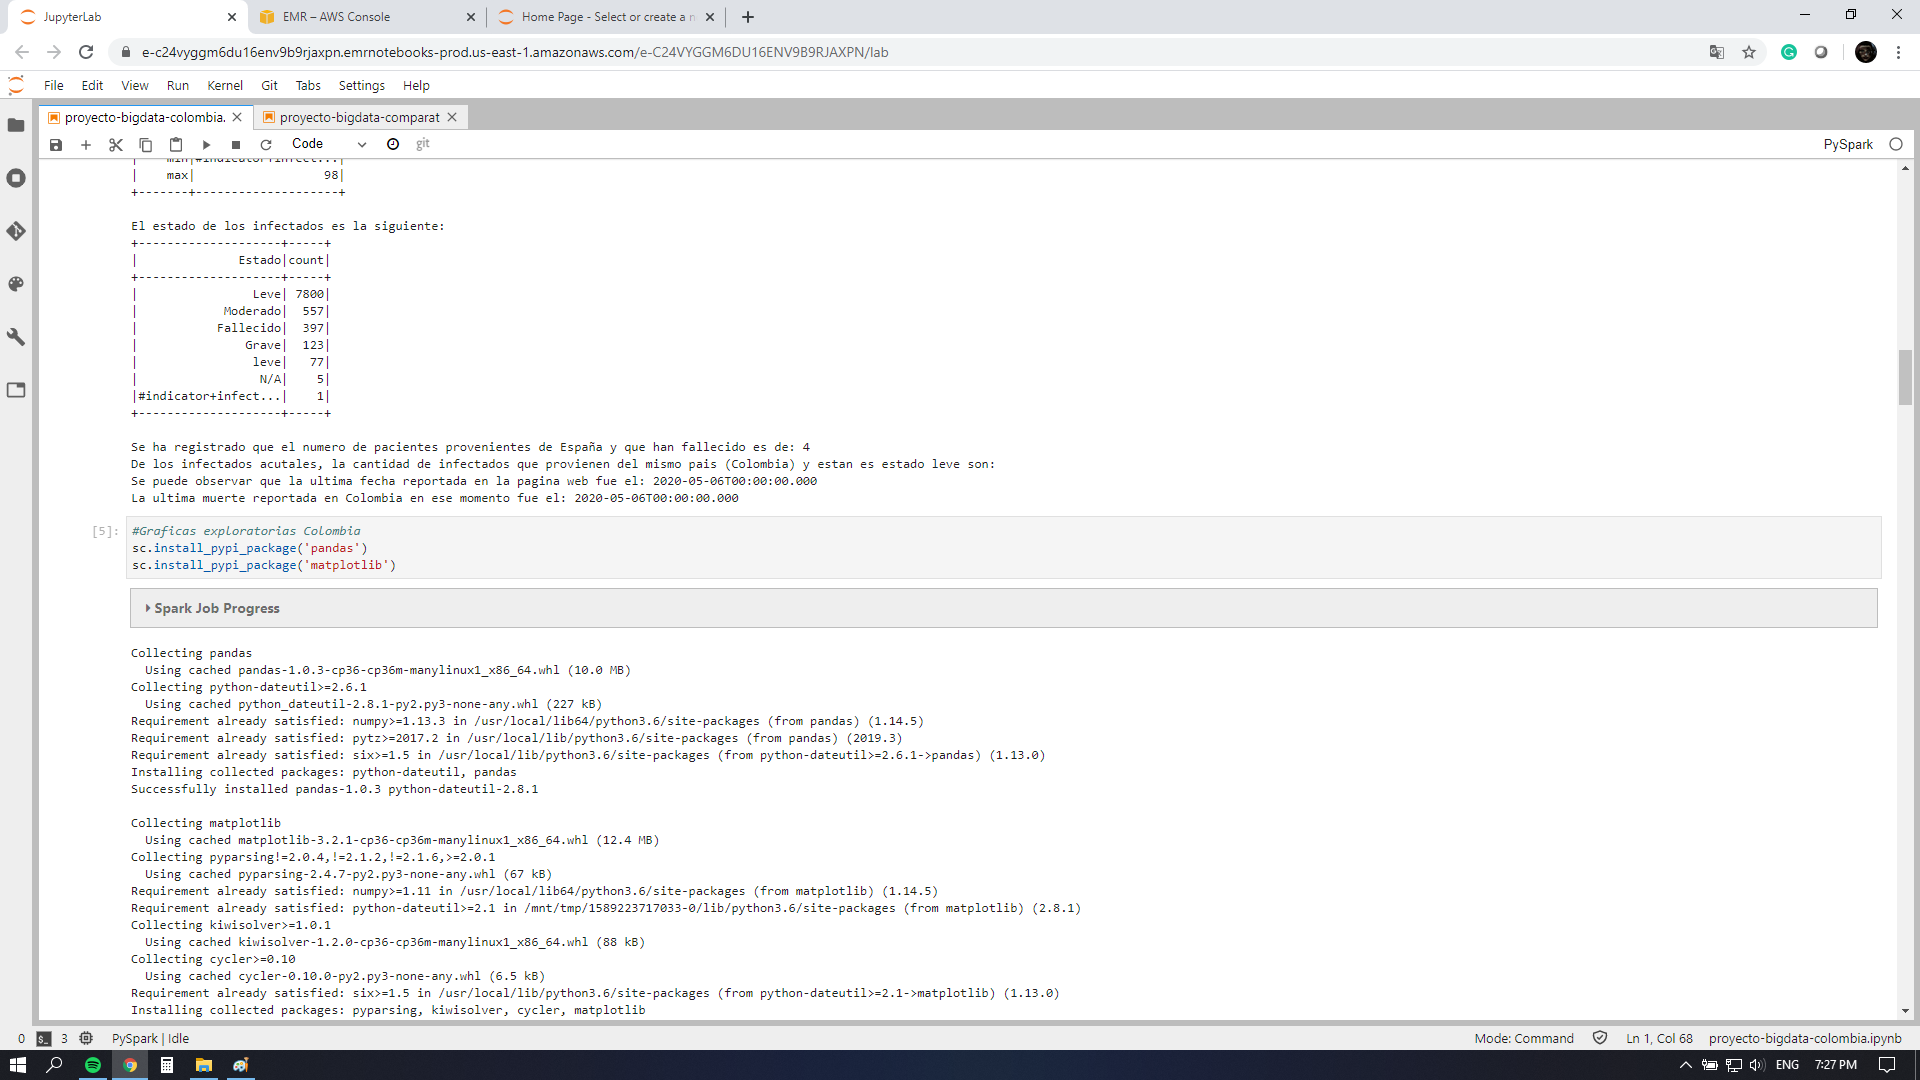 JupyterLab
EMR – AWS Console
Home Page - Select or create a n
e-c24vyggm6du16env9b9rjaxpn.emrnotebooks-prod.us-east-1.amazonaws.com/e-C24VYGGM6DU16ENV9B9RJAXPN/lab
File Edit View Run Kernel Git Tabs Settings Help
proyecto-bigdata-colombia.
proyecto-bigdata-comparat
Code git PySpark
| min|#indicator+infect...|
| max| 98|
+-------+--------------------+
El estado de los infectados es la siguiente:
+--------------------+-----+
| Estado|count|
+--------------------+-----+
| Leve| 7800|
| Moderado| 557|
| Fallecido| 397|
| Grave| 123|
| leve| 77|
| N/A| 5|
|#indicator+infect...| 1|
+--------------------+-----+
Se ha registrado que el numero de pacientes provenientes de España y que han fallecido es de: 4
De los infectados acutales, la cantidad de infectados que provienen del mismo pais (Colombia) y estan es estado leve son:
Se puede observar que la ultima fecha reportada en la pagina web fue el: 2020-05-06T00:00:00.000
La ultima muerte reportada en Colombia en ese momento fue el: 2020-05-06T00:00:00.000
[5]: #Graficas exploratorias Colombia
sc.install_pypi_package('pandas')
sc.install_pypi_package('matplotlib')
Spark Job Progress
Collecting pandas
Using cached pandas-1.0.3-cp36-cp36m-manylinux1_x86_64.whl (10.0 MB)
Collecting python-dateutil>=2.6.1
Using cached python_dateutil-2.8.1-py2.py3-none-any.whl (227 kB)
Requirement already satisfied: numpy>=1.13.3 in /usr/local/lib64/python3.6/site-packages (from pandas) (1.14.5)
Requirement already satisfied: pytz>=2017.2 in /usr/local/lib/python3.6/site-packages (from pandas) (2019.3)
Requirement already satisfied: six>=1.5 in /usr/local/lib/python3.6/site-packages (from python-dateutil>=2.6.1->pandas) (1.13.0)
Installing collected packages: python-dateutil, pandas
Successfully installed pandas-1.0.3 python-dateutil-2.8.1
Collecting matplotlib
Using cached matplotlib-3.2.1-cp36-cp36m-manylinux1_x86_64.whl (12.4 MB)
Collecting pyparsing!=2.0.4,!=2.1.2,!=2.1.6,>=2.0.1
Using cached pyparsing-2.4.7-py2.py3-none-any.whl (67 kB)
Requirement already satisfied: numpy>=1.11 in /usr/local/lib64/python3.6/site-packages (from matplotlib) (1.14.5)
Requirement already satisfied: python-dateutil>=2.1 in /mnt/tmp/1589223717033-0/lib/python3.6/site-packages (from matplotlib) (2.8.1)
Collecting kiwisolver>=1.0.1
Using cached kiwisolver-1.2.0-cp36-cp36m-manylinux1_x86_64.whl (88 kB)
Collecting cycler>=0.10
Using cached cycler-0.10.0-py2.py3-none-any.whl (6.5 kB)
Requirement already satisfied: six>=1.5 in /usr/local/lib/python3.6/site-packages (from python-dateutil>=2.1->matplotlib) (1.13.0)
Installing collected packages: pyparsing, kiwisolver, cycler, matplotlib
0 3 PySpark | Idle Mode: Command Ln 1, Col 68 proyecto-bigdata-colombia.ipynb
ENG 7:27 PM